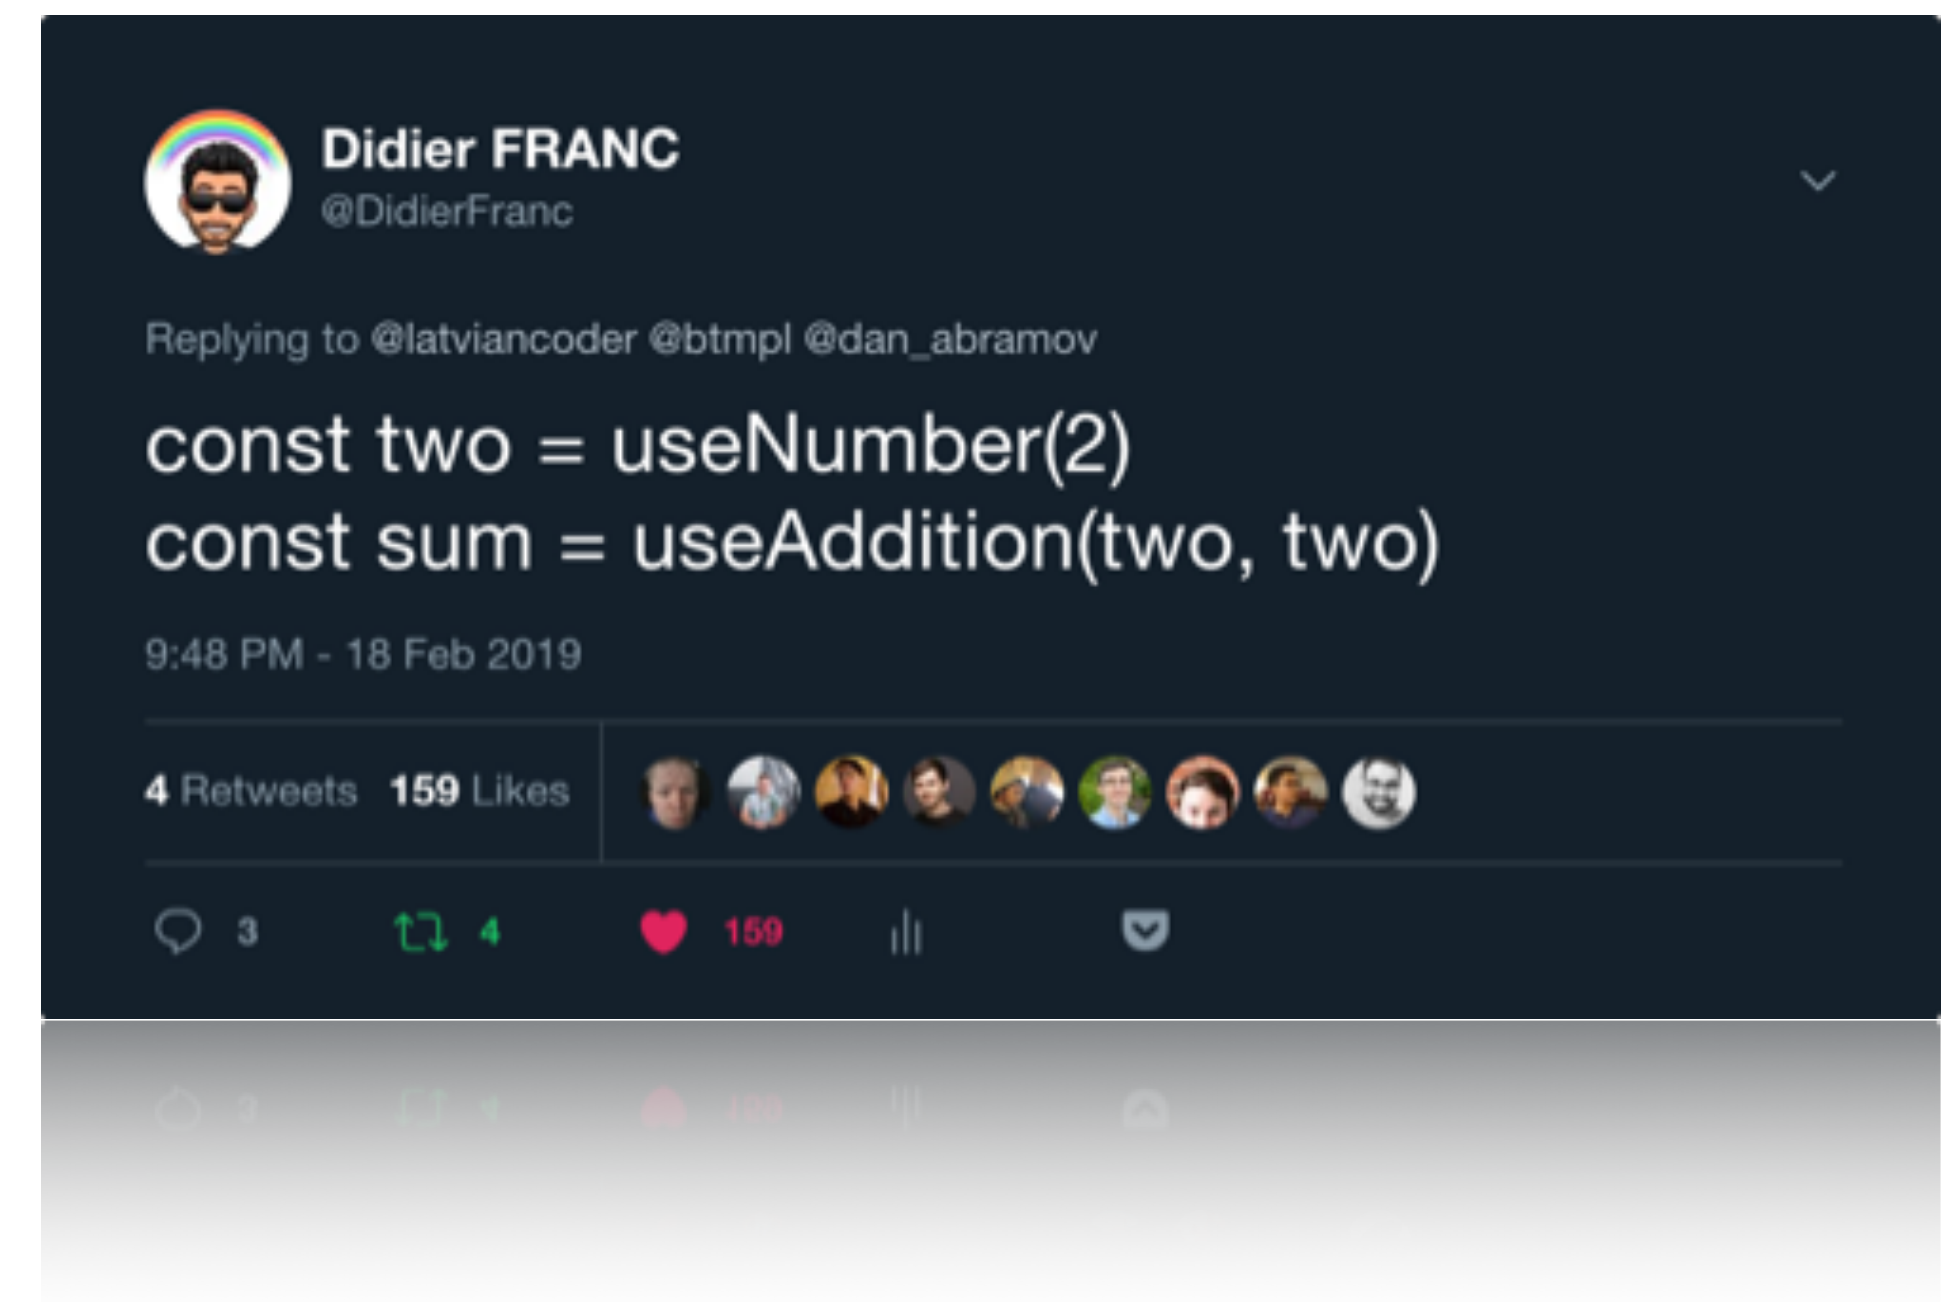 Didier FRANC
@DidierFranc
Replying to @latviancoder @btmpl @dan_abramov
const two = useNumber(2)
const sum = useAddition(two, two)
9:48 PM - 18 Feb 2019
4 Retweets 159 Likes
3 4 159